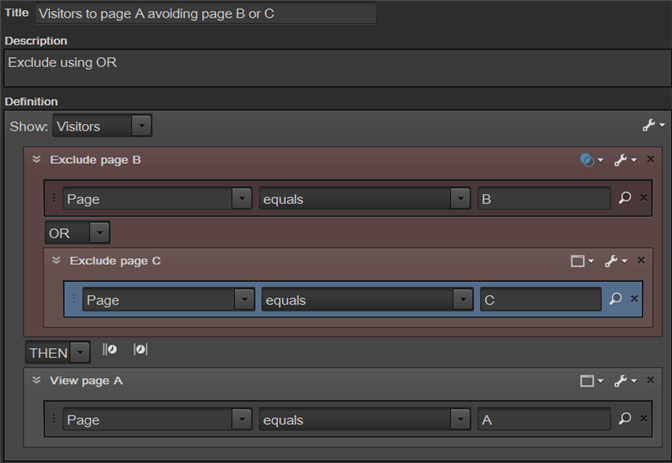 Title Visitors to page A avoiding page B or C
Description
Exclude using OR
Definition
Show: Visitors
Exclude page B
Page equals B
OR
Exclude page C
Page equals C
THEN
View page A
Page equals A